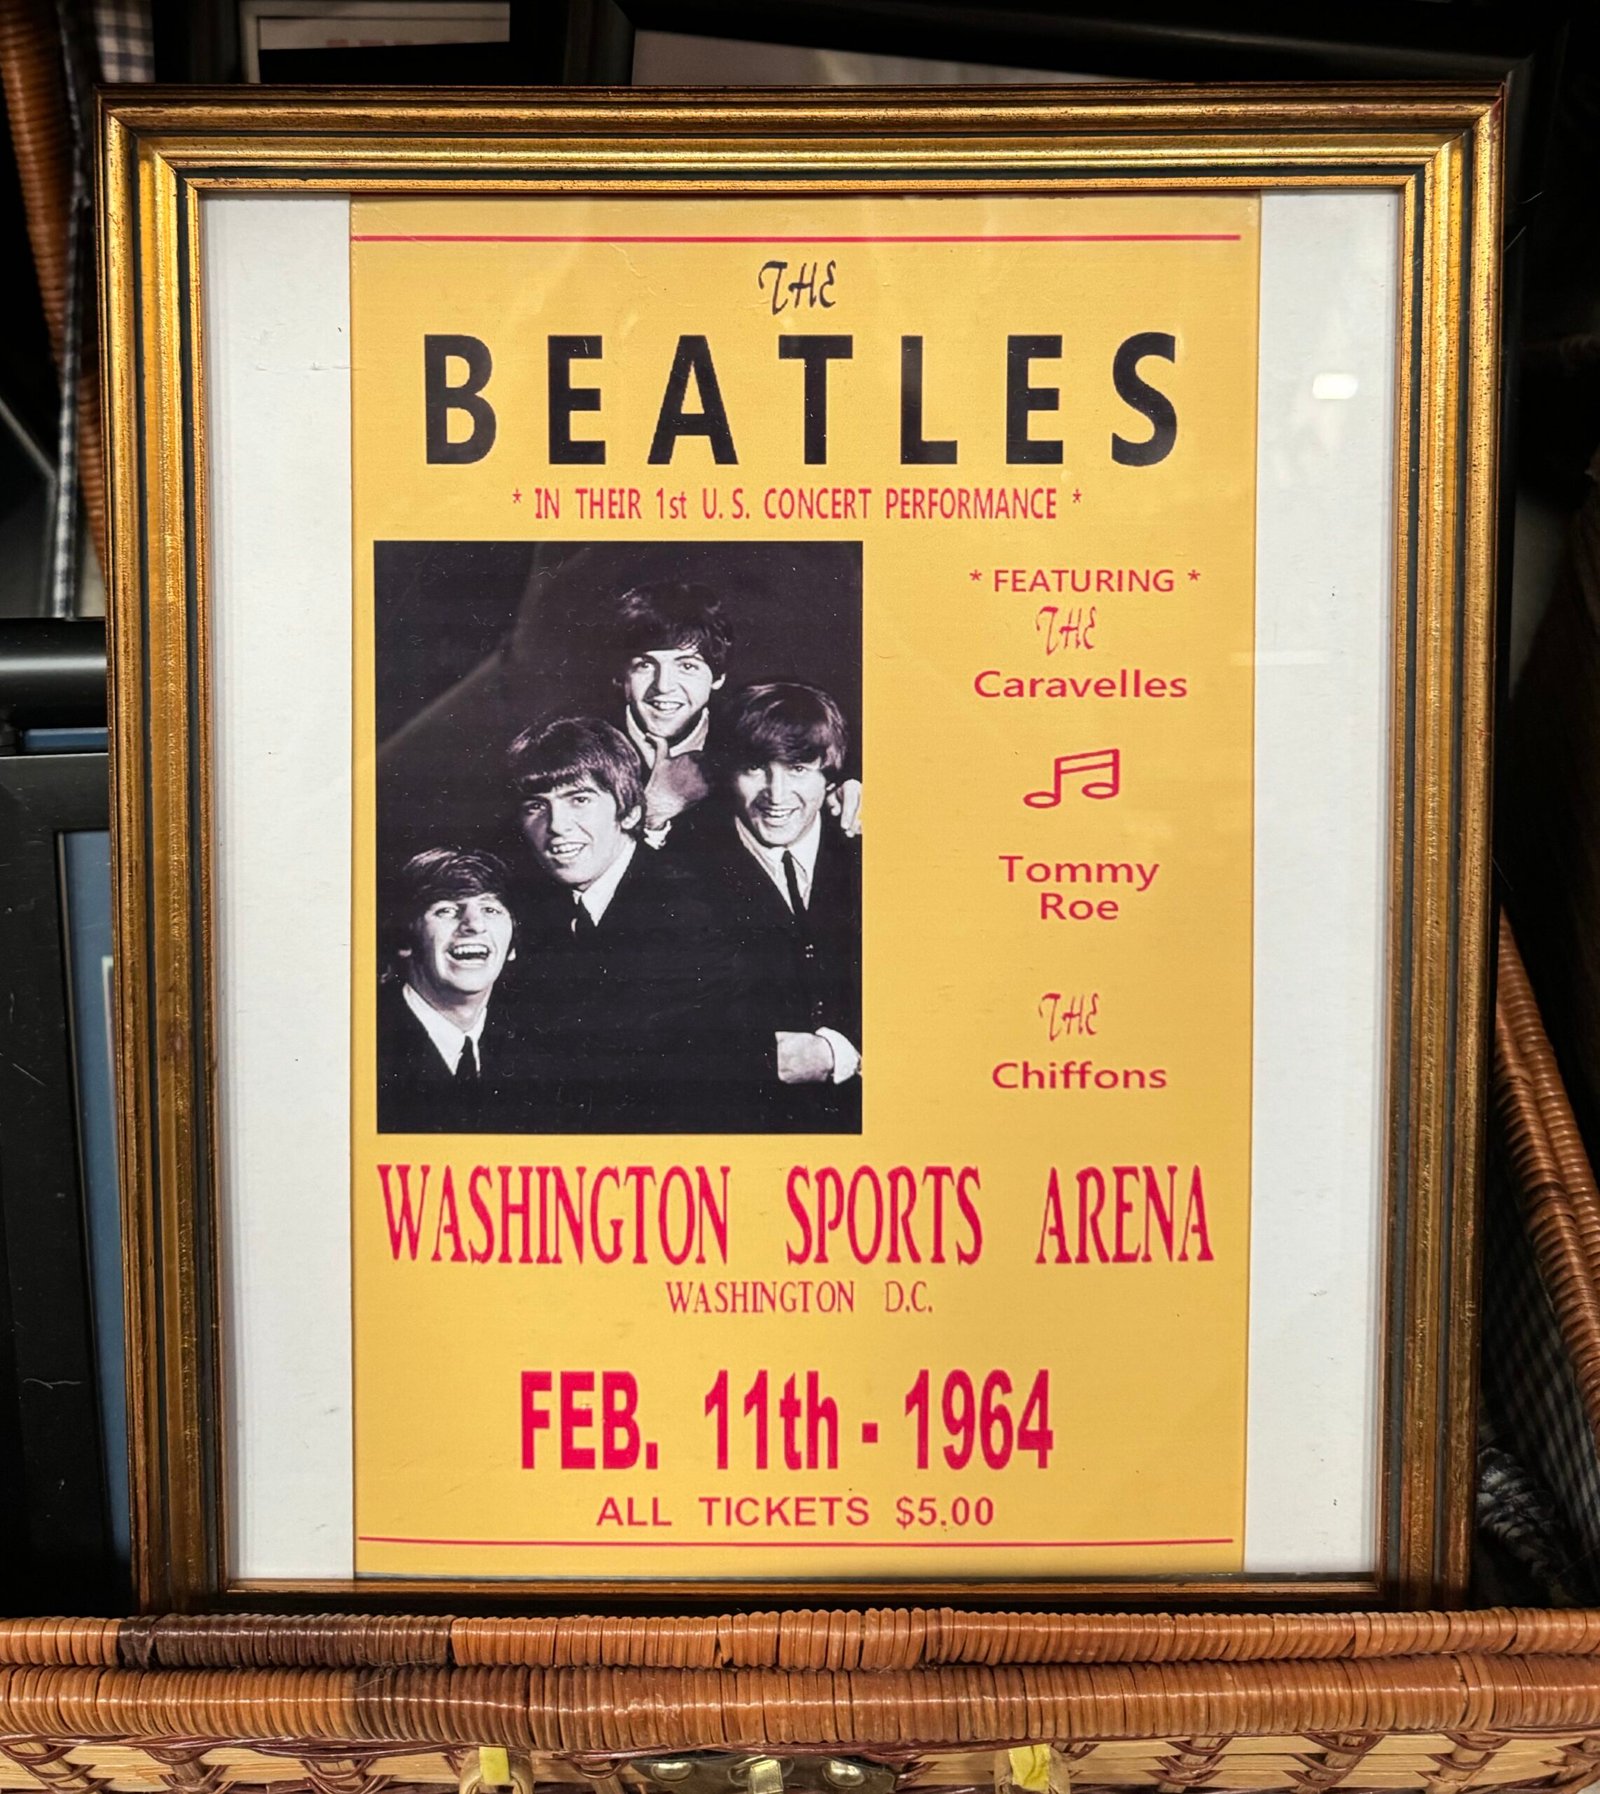 THE
BEATLES
* IN THEIR 1st U.S. CONCERT PERFORMANCE *
* FEATURING *
THE
Caravelles
Tommy
Roe
THE
Chiffons
WASHINGTON SPORTS ARENA
WASHINGTON D.C.
FEB. 11th - 1964
ALL TICKETS $5.00